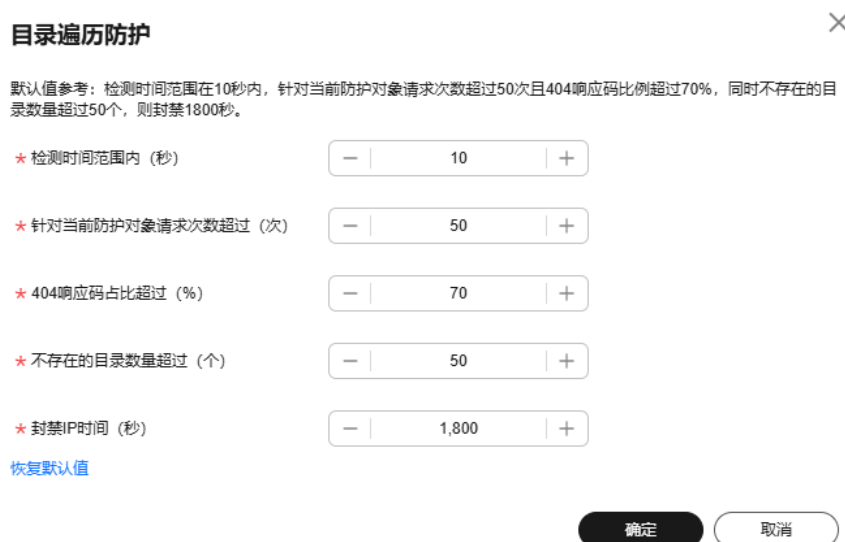 目录遍历防护
默认值参考：检测时间范围在10秒内，针对当前防护对象请求次数超过50次且404响应码比例超过70%，同时不存在的目
录数量超过50个，则封禁1800秒。
* 检测时间范围内（秒） − 10 +
* 针对当前防护对象请求次数超过（次） − 50 +
* 404响应码占比超过（%） − 70 +
* 不存在的目录数量超过（个） − 50 +
* 封禁IP时间（秒） − 1,800 +
恢复默认值
确定 取消